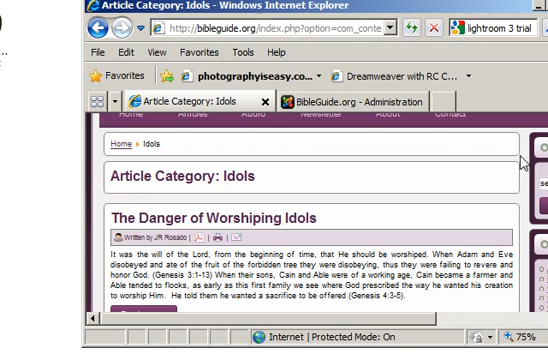 Article Category: Idols - Windows Internet Explorer
http://bibleguide.org/index.php?option=com_conte
lightroom 3 trial
File Edit View Favorites Tools Help
Favorites photographyiseasy.co... Dreamweaver with RC C...
Article Category: Idols x BibleGuide.org - Administration
Home Articles Audio Newsletter About Contact
Home Idols
Article Category: Idols
se
The Danger of Worshiping Idols
Written by JR Rosado | | |
It was the will of the Lord, from the beginning of time, that He should be worshiped. When Adam and Eve
disobeyed and ate of the fruit of the forbidden tree they were disobeying, thus they were failing to revere and
honor God. (Genesis 3:1-13) When their sons, Cain and Able were of a working age, Cain became a farmer and
Able tended to flocks, as early as this first family we see where God prescribed the way he wanted his creation
to worship Him. He told them he wanted a sacrifice to be offered (Genesis 4:3-5).
Internet | Protected Mode: On
75%